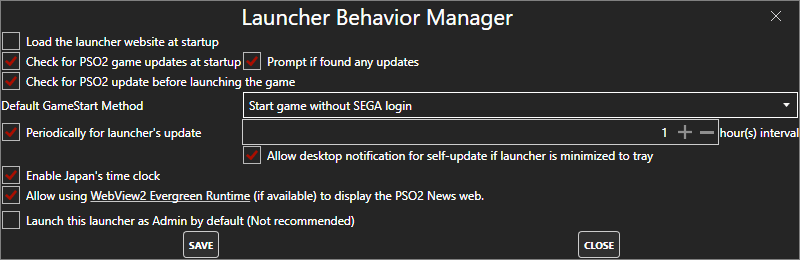 Launcher Behavior Manager
Load the launcher website at startup
Check for PSO2 game updates at startup Prompt if found any updates
Check for PSO2 update before launching the game
Default GameStart Method Start game without SEGA login
Periodically for launcher's update 1 hour(s) interval
Allow desktop notification for self-update if launcher is minimized to tray
Enable Japan's time clock
Allow using WebView2 Evergreen Runtime (if available) to display the PSO2 News web.
Launch this launcher as Admin by default (Not recommended)
SAVE CLOSE